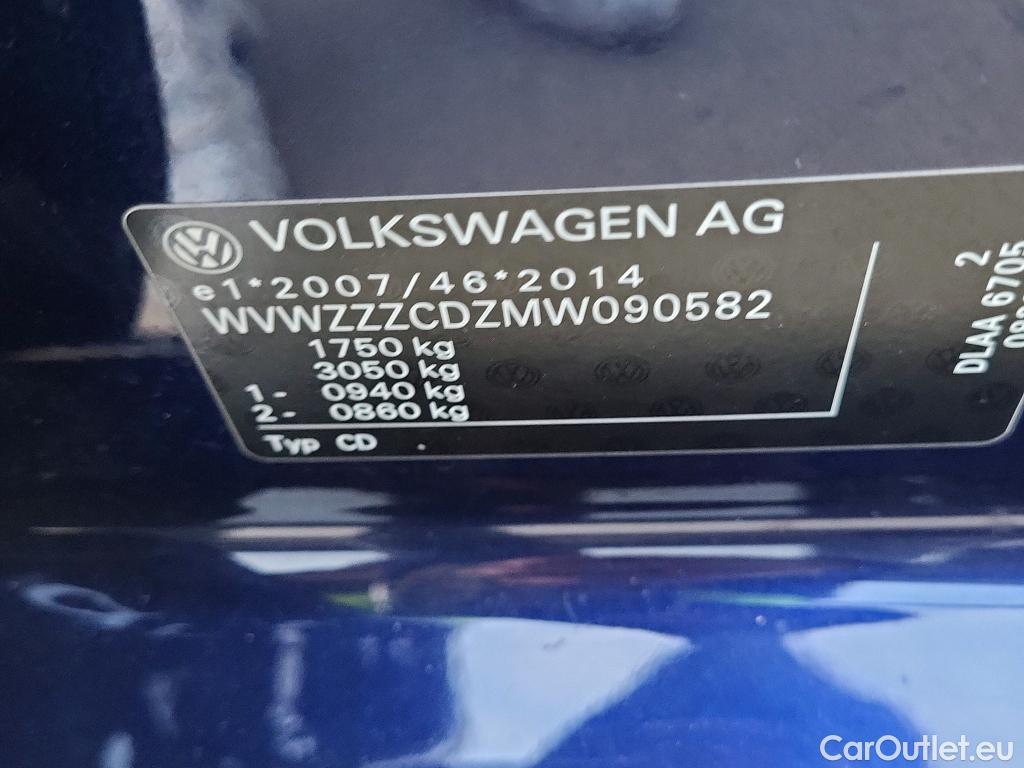 VOLKSWAGEN AG
e1*2007/46*2014
WVWZZZCDZMW090582
1750 kg
3050 kg
1- 0940 kg
2- 0860 kg
Typ CD
2
DLAA 6705
CarOutlet.eu